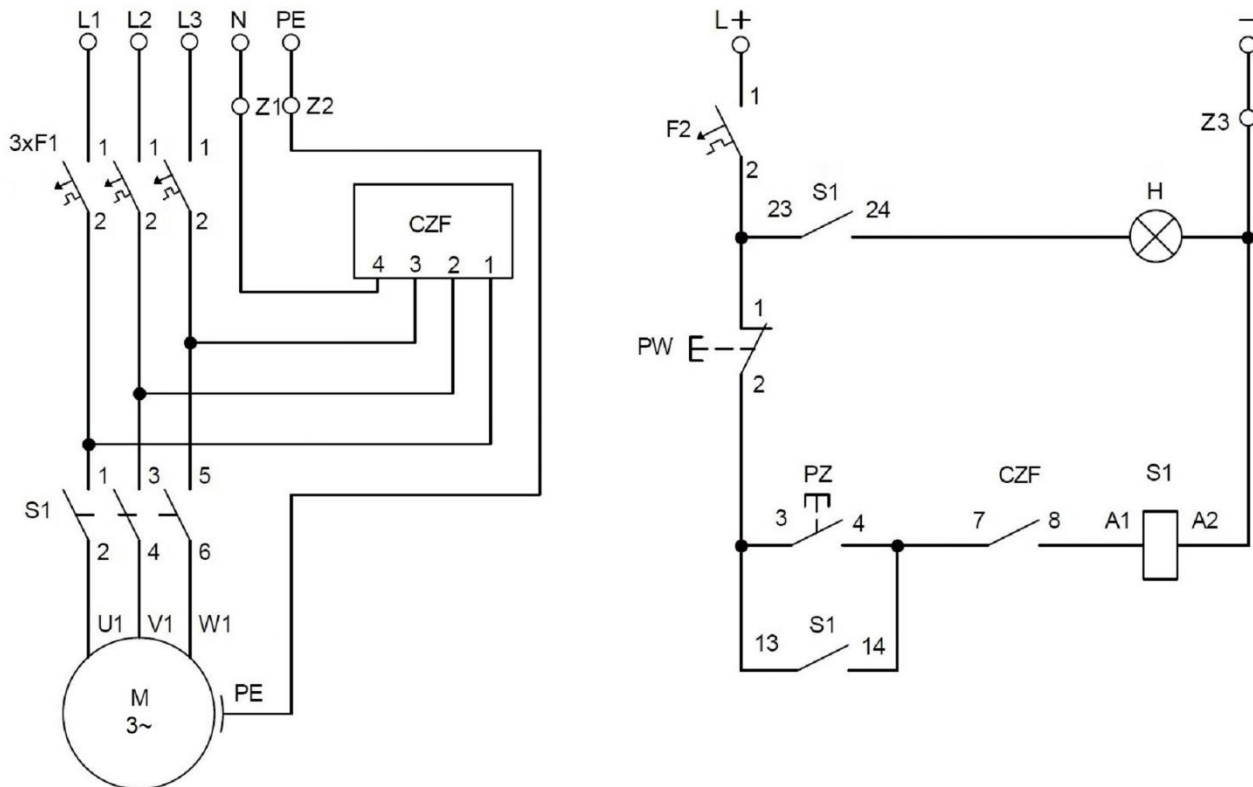 L1 L2 L3 N PE
Z1 Z2
3xF1 1 1 1
2 2 2
CZF
4 3 2 1
S1 1 3 5
2 4 6
U1 V1 W1
M
3~
PE
L+ −
1
F2
2
Z3
S1
23 24
H
1
PW
2
PZ CZF S1
3 4 7 8 A1 A2
S1
13 14